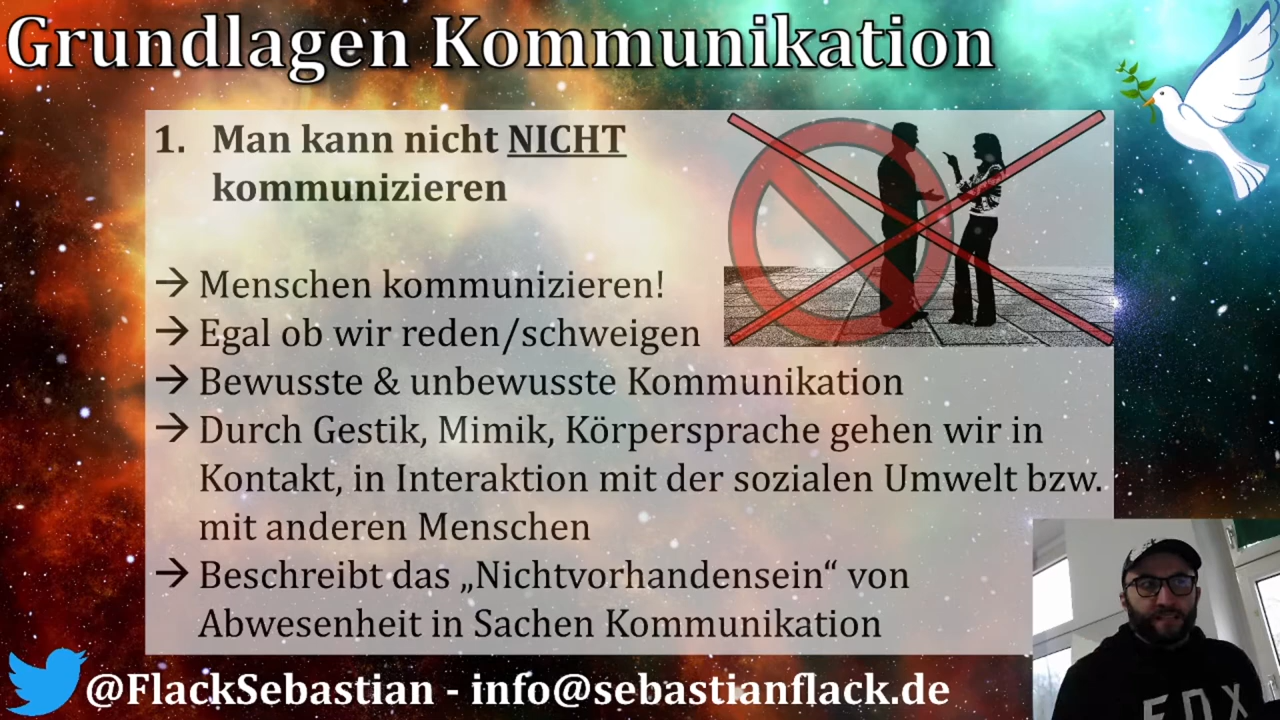 Grundlagen Kommunikation
1. Man kann nicht NICHT
kommunizieren
→ Menschen kommunizieren!
→ Egal ob wir reden/schweigen
→ Bewusste & unbewusste Kommunikation
→ Durch Gestik, Mimik, Körpersprache gehen wir in
Kontakt, in Interaktion mit der sozialen Umwelt bzw.
mit anderen Menschen
→ Beschreibt das „Nichtvorhandensein“ von
Abwesenheit in Sachen Kommunikation
@FlackSebastian - info@sebastianflack.de
FOX